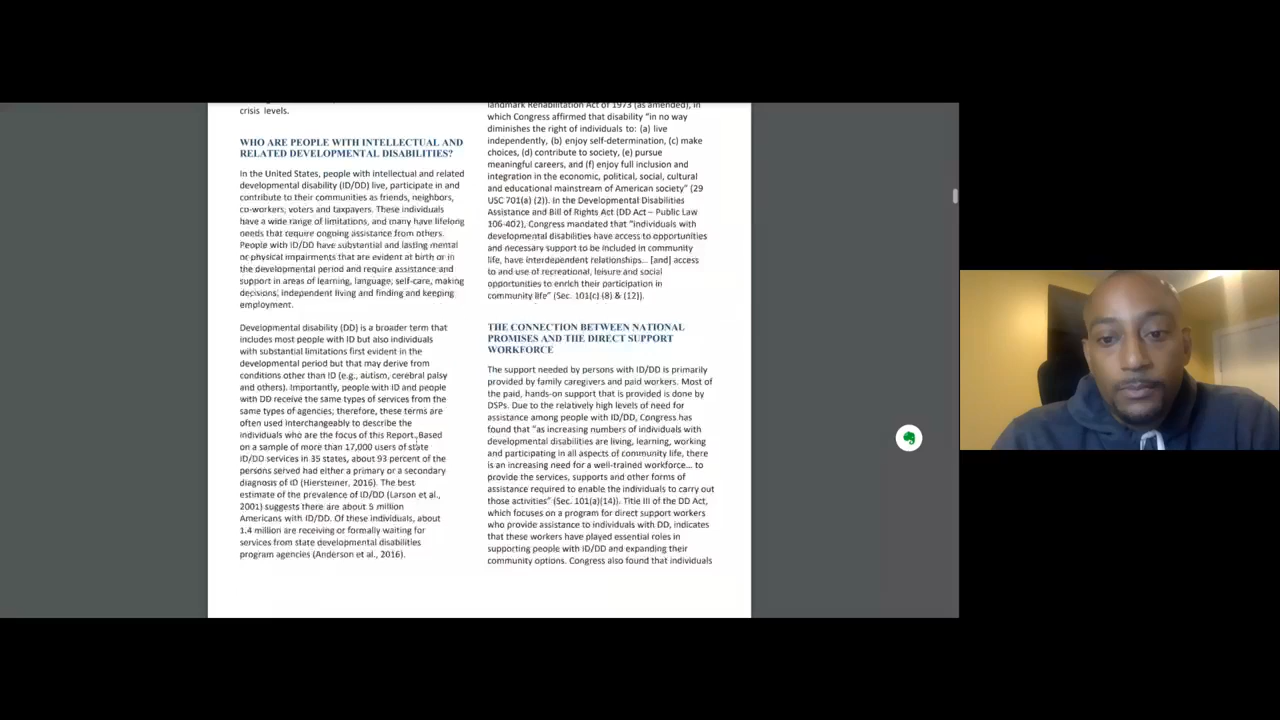 crisis levels.
WHO ARE PEOPLE WITH INTELLECTUAL AND
RELATED DEVELOPMENTAL DISABILITIES?
In the United States, people with intellectual and related
developmental disability (ID/DD) live, participate in and
contribute to their communities as friends, neighbors,
co-workers, voters and taxpayers. These individuals
have a wide range of limitations, and many have lifelong
needs that require ongoing assistance from others.
People with ID/DD have substantial and lasting mental
or physical impairments that are evident at birth or in
the developmental period and require assistance and
support in areas of learning, language, self-care, making
decisions, independent living and finding and keeping
employment.
Developmental disability (DD) is a broader term that
includes most people with ID but also individuals
with substantial limitations first evident in the
developmental period but that may derive from
conditions other than ID (e.g., autism, cerebral palsy
and others). Importantly, people with ID and people
with DD receive the same types of services from the
same types of agencies; therefore, these terms are
often used interchangeably to describe the
individuals who are the focus of this Report. Based
on a sample of more than 17,000 users of state
ID/DD services in 35 states, about 93 percent of the
persons served had either a primary or a secondary
diagnosis of ID (Hiersteiner, 2016). The best
estimate of the prevalence of ID/DD (Larson et al.,
2001) suggests there are about 5 million
Americans with ID/DD. Of these individuals, about
1.4 million are receiving or formally waiting for
services from state developmental disabilities
program agencies (Anderson et al., 2016).
landmark Rehabilitation Act of 1973 (as amended), in
which Congress affirmed that disability "in no way
diminishes the right of individuals to: (a) live
independently, (b) enjoy self-determination, (c) make
choices, (d) contribute to society, (e) pursue
meaningful careers, and (f) enjoy full inclusion and
integration in the economic, political, social, cultural
and educational mainstream of American society" (29
USC 701(a) (2)). In the Developmental Disabilities
Assistance and Bill of Rights Act (DD Act – Public Law
106-402), Congress mandated that "individuals with
developmental disabilities have access to opportunities
and necessary support to be included in community
life, have interdependent relationships... [and] access
to and use of recreational, leisure and social
opportunities to enrich their participation in
community life" (Sec. 101(c) (8) & (12)).
THE CONNECTION BETWEEN NATIONAL
PROMISES AND THE DIRECT SUPPORT
WORKFORCE
The support needed by persons with ID/DD is primarily
provided by family caregivers and paid workers. Most of
the paid, hands-on support that is provided is done by
DSPs. Due to the relatively high levels of need for
assistance among people with ID/DD, Congress has
found that "as increasing numbers of individuals with
developmental disabilities are living, learning, working
and participating in all aspects of community life, there
is an increasing need for a well-trained workforce... to
provide the services, supports and other forms of
assistance required to enable the individuals to carry out
those activities" (Sec. 101(a)(14)). Title III of the DD Act,
which focuses on a program for direct support workers
who provide assistance to individuals with DD, indicates
that these workers have played essential roles in
supporting people with ID/DD and expanding their
community options. Congress also found that individuals